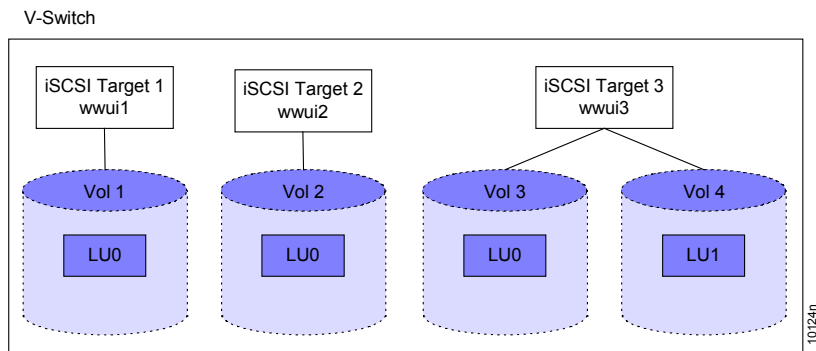 V-Switch
iSCSI Target 1
wwui1
iSCSI Target 2
wwui2
iSCSI Target 3
wwui3
Vol 1
Vol 2
Vol 3
Vol 4
LU0
LU0
LU0
LU1
10124n